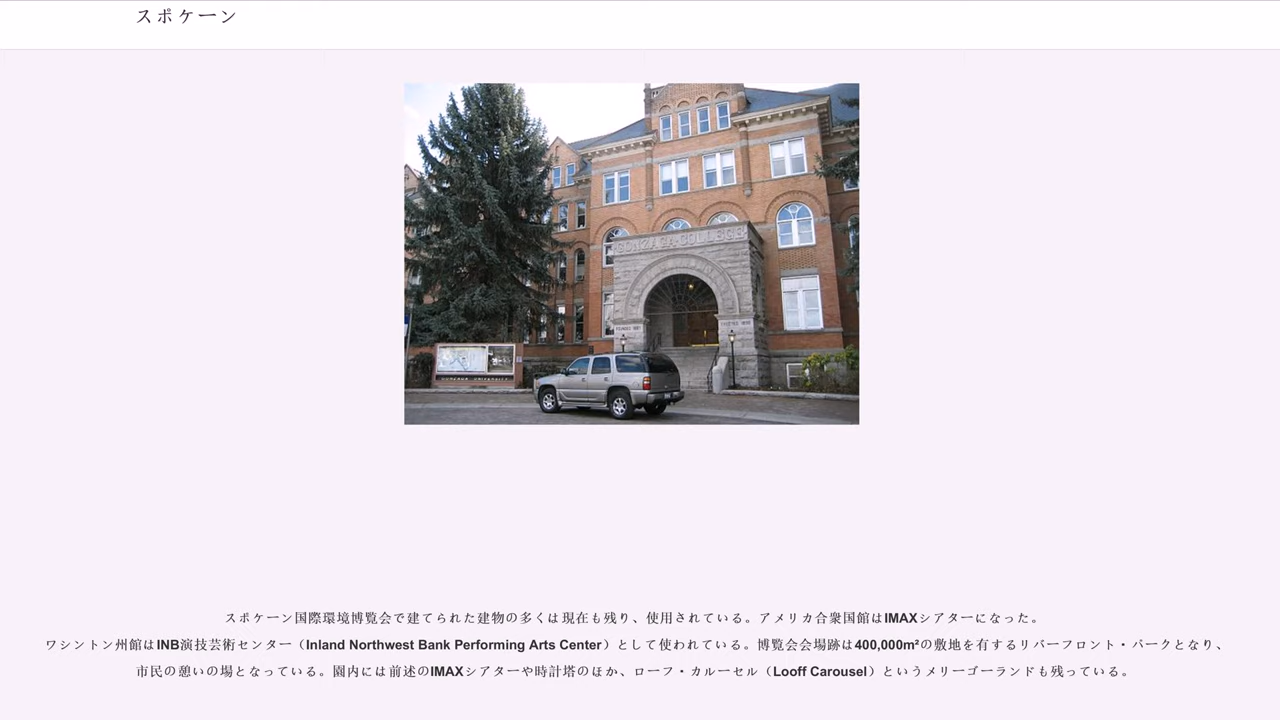 スポケーン
GONZAGA COLLEGE
FOUNDED 1887
GONZAGA UNIVERSITY
スポケーン国際環境博覧会で建てられた建物の多くは現在も残り、使用されている。アメリカ合衆国館はIMAXシアターになった。
ワシントン州館はINB演技芸術センター（Inland Northwest Bank Performing Arts Center）として使われている。博覧会会場跡は400,000m²の敷地を有するリバーフロント・パークとなり、
市民の憩いの場となっている。園内には前述のIMAXシアターや時計塔のほか、ローフ・カルーセル（Looff Carousel）というメリーゴーランドも残っている。